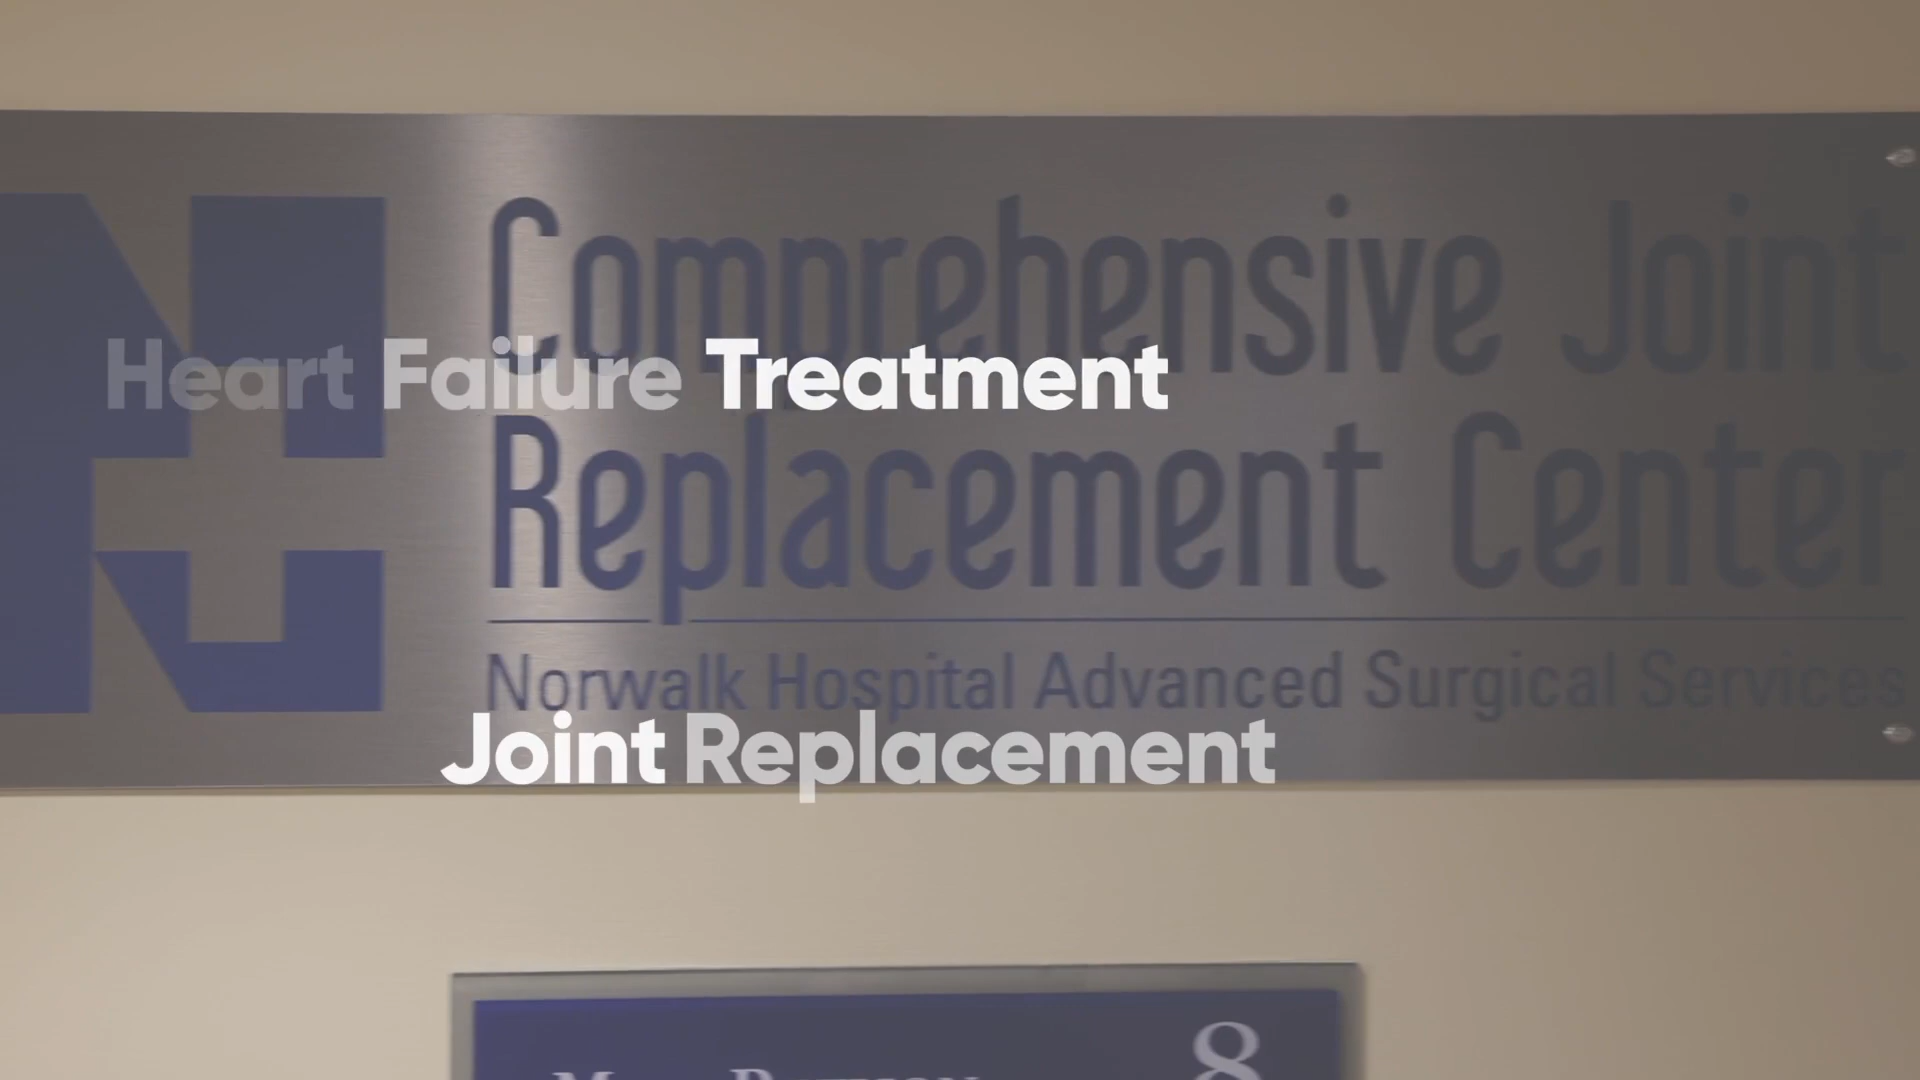 Comprehensive Joint
Heart Failure Treatment
Replacement Center
Norwalk Hospital Advanced Surgical Services
Joint Replacement
8